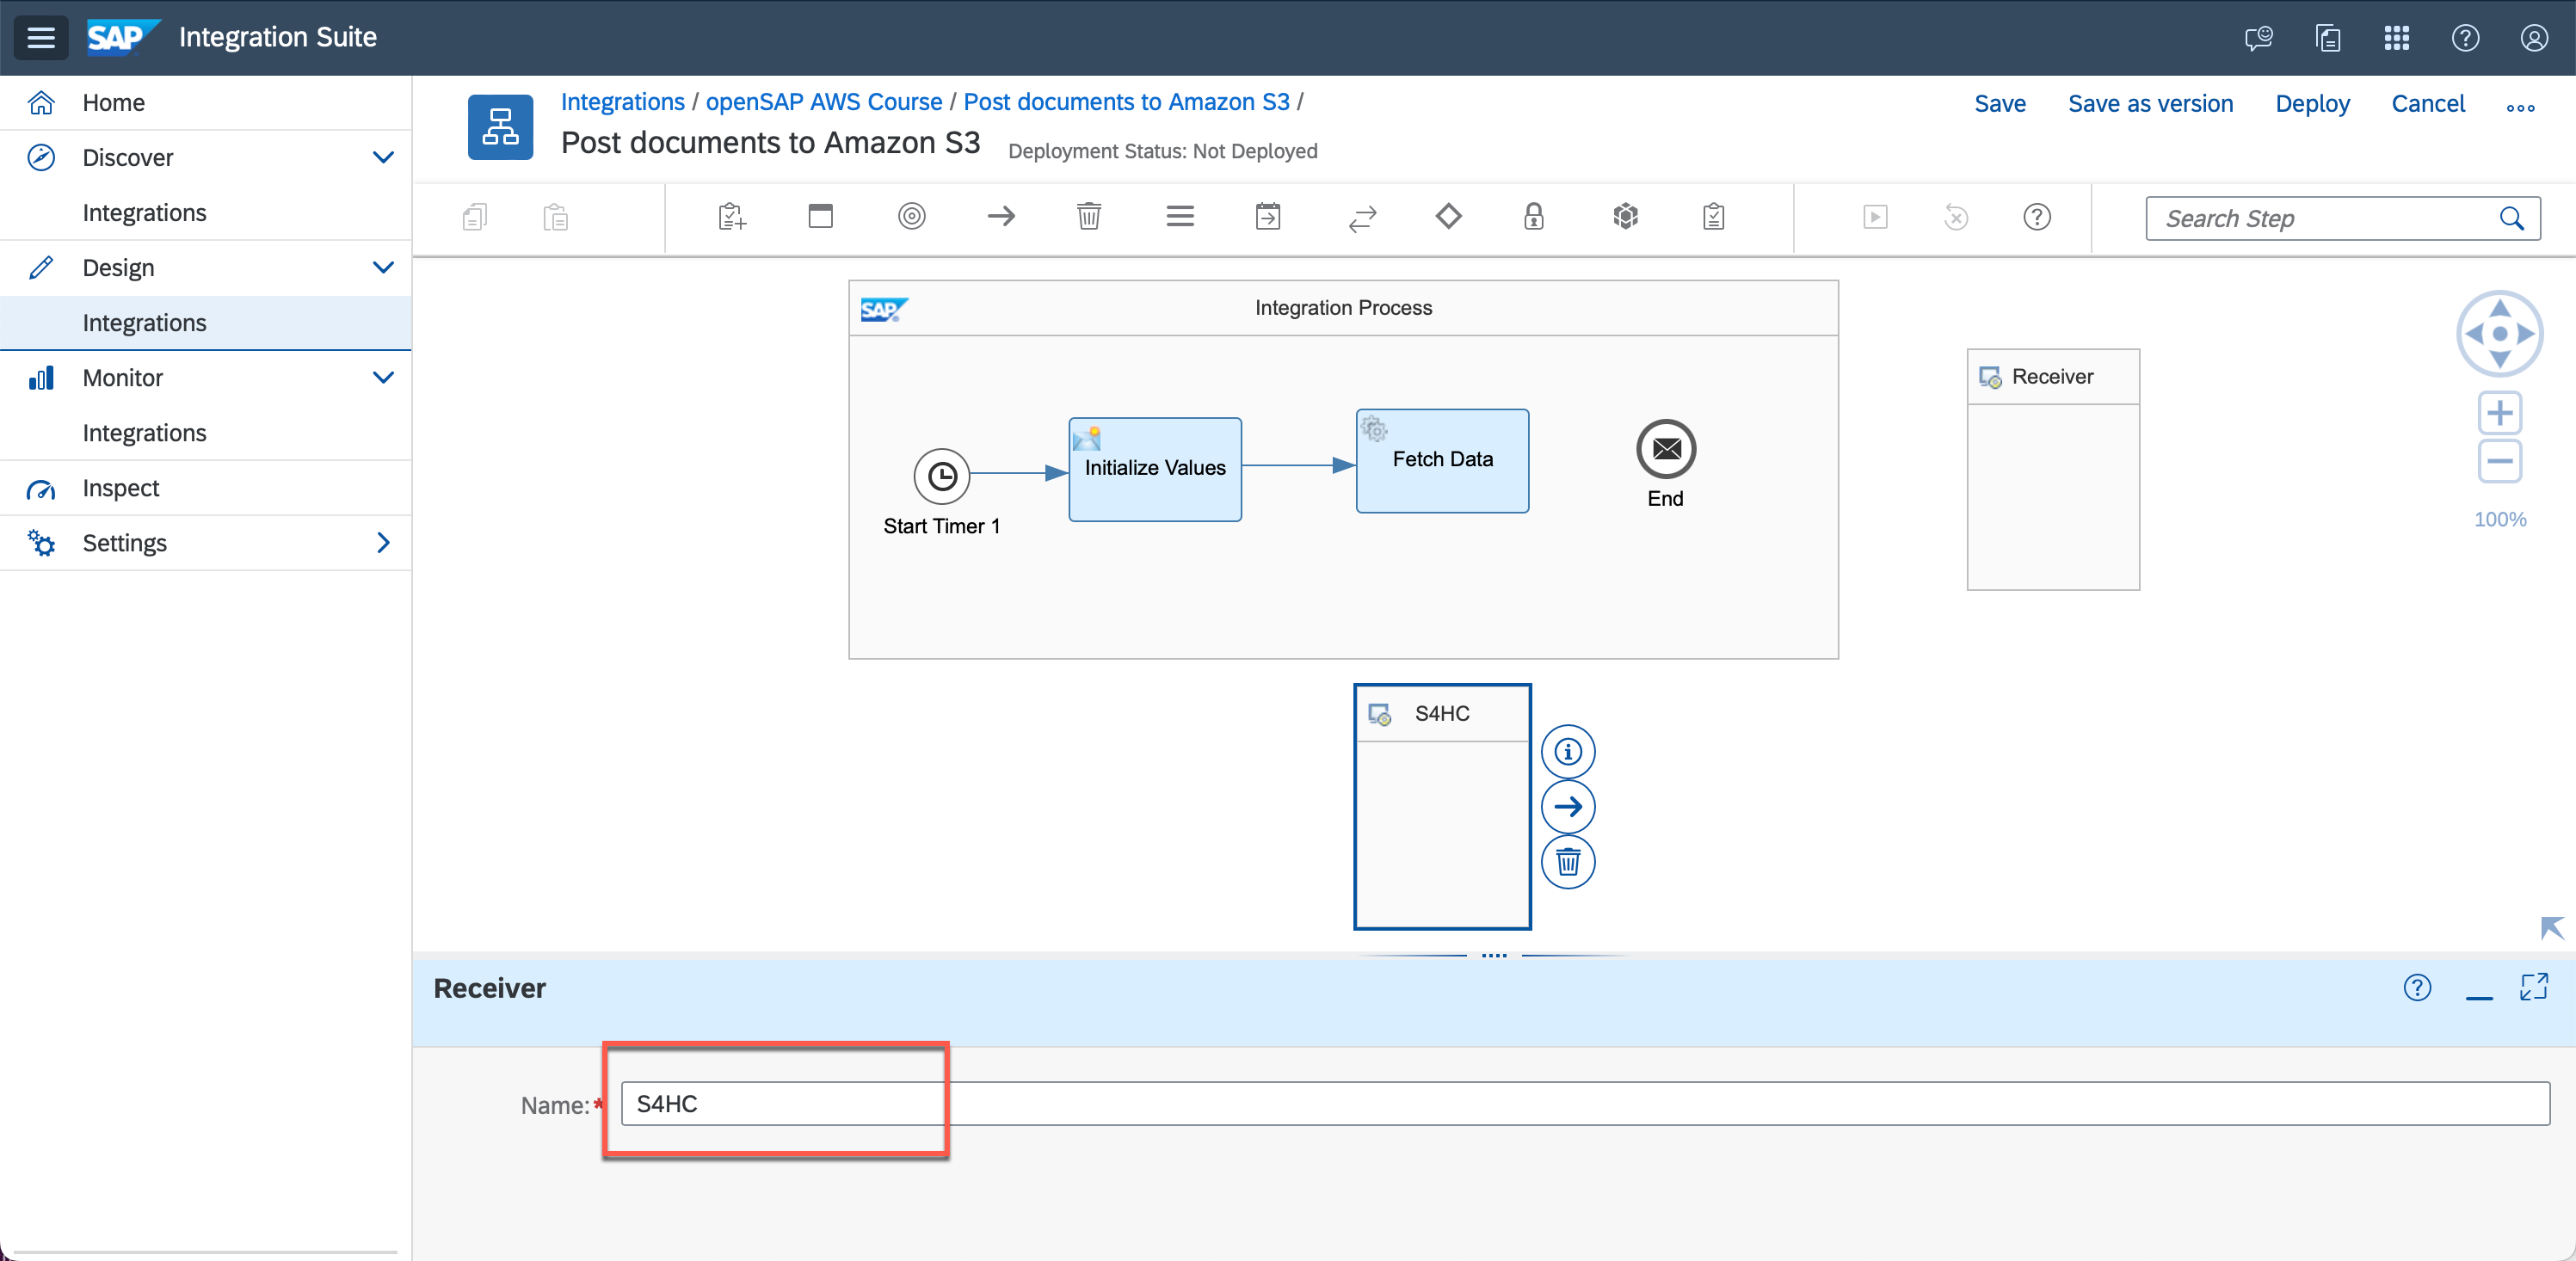 SAP Integration Suite
Home
Discover
Integrations
Design
Integrations
Monitor
Integrations
Inspect
Settings
Integrations / openSAP AWS Course / Post documents to Amazon S3 /
Post documents to Amazon S3 Deployment Status: Not Deployed
Save Save as version Deploy Cancel
Search Step
SAP Integration Process
Start Timer 1
Initialize Values
Fetch Data
End
Receiver
100%
S4HC
Receiver
Name:* S4HC